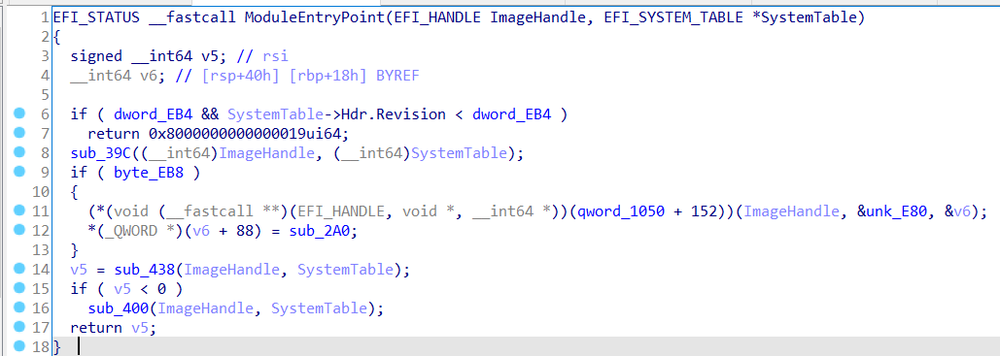 1 EFI_STATUS __fastcall ModuleEntryPoint(EFI_HANDLE ImageHandle, EFI_SYSTEM_TABLE *SystemTable)
2 {
3   signed __int64 v5; // rsi
4   __int64 v6; // [rsp+40h] [rbp+18h] BYREF
5
6   if ( dword_EB4 && SystemTable->Hdr.Revision < dword_EB4 )
7     return 0x8000000000000019ui64;
8   sub_39C((__int64)ImageHandle, (__int64)SystemTable);
9   if ( byte_EB8 )
10   {
11     (*(void (__fastcall **)(EFI_HANDLE, void *, __int64 *))(qword_1050 + 152))(ImageHandle, &unk_E80, &v6);
12     *(_QWORD *)(v6 + 88) = sub_2A0;
13   }
14   v5 = sub_438(ImageHandle, SystemTable);
15   if ( v5 < 0 )
16     sub_400(ImageHandle, SystemTable);
17   return v5;
18 }